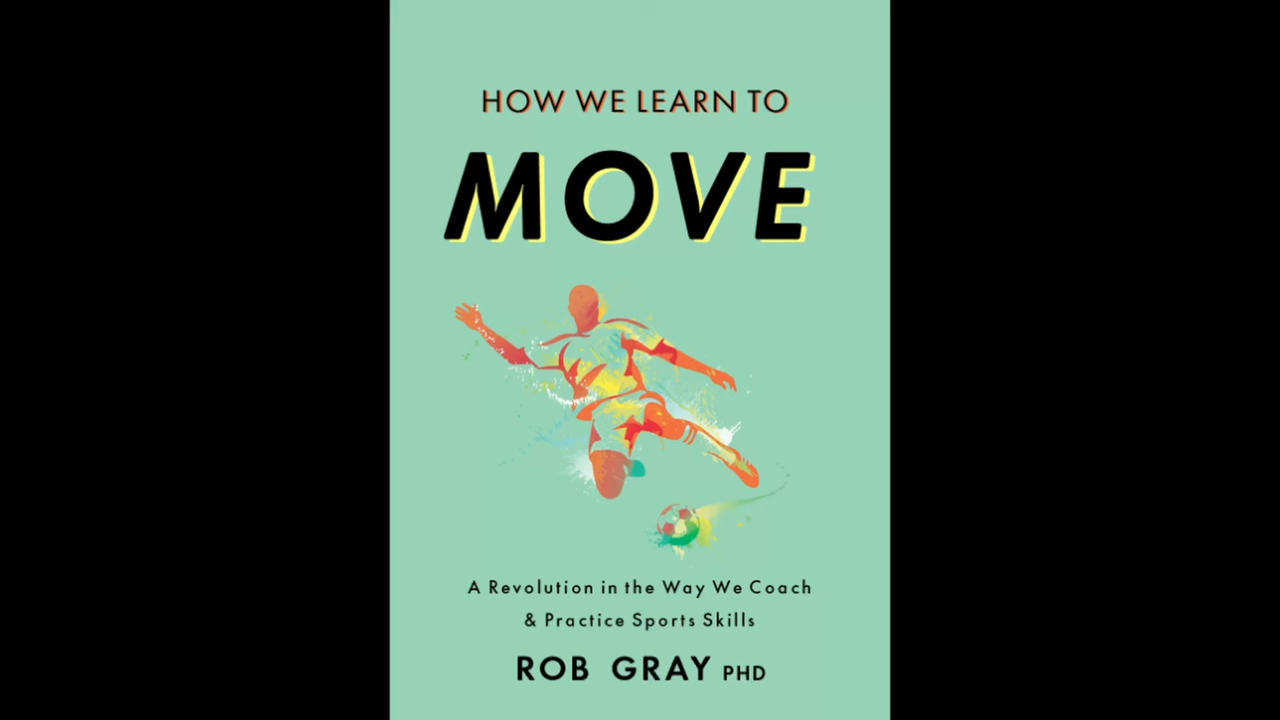 HOW WE LEARN TO
MOVE
A Revolution in the Way We Coach
& Practice Sports Skills
ROB GRAY PHD